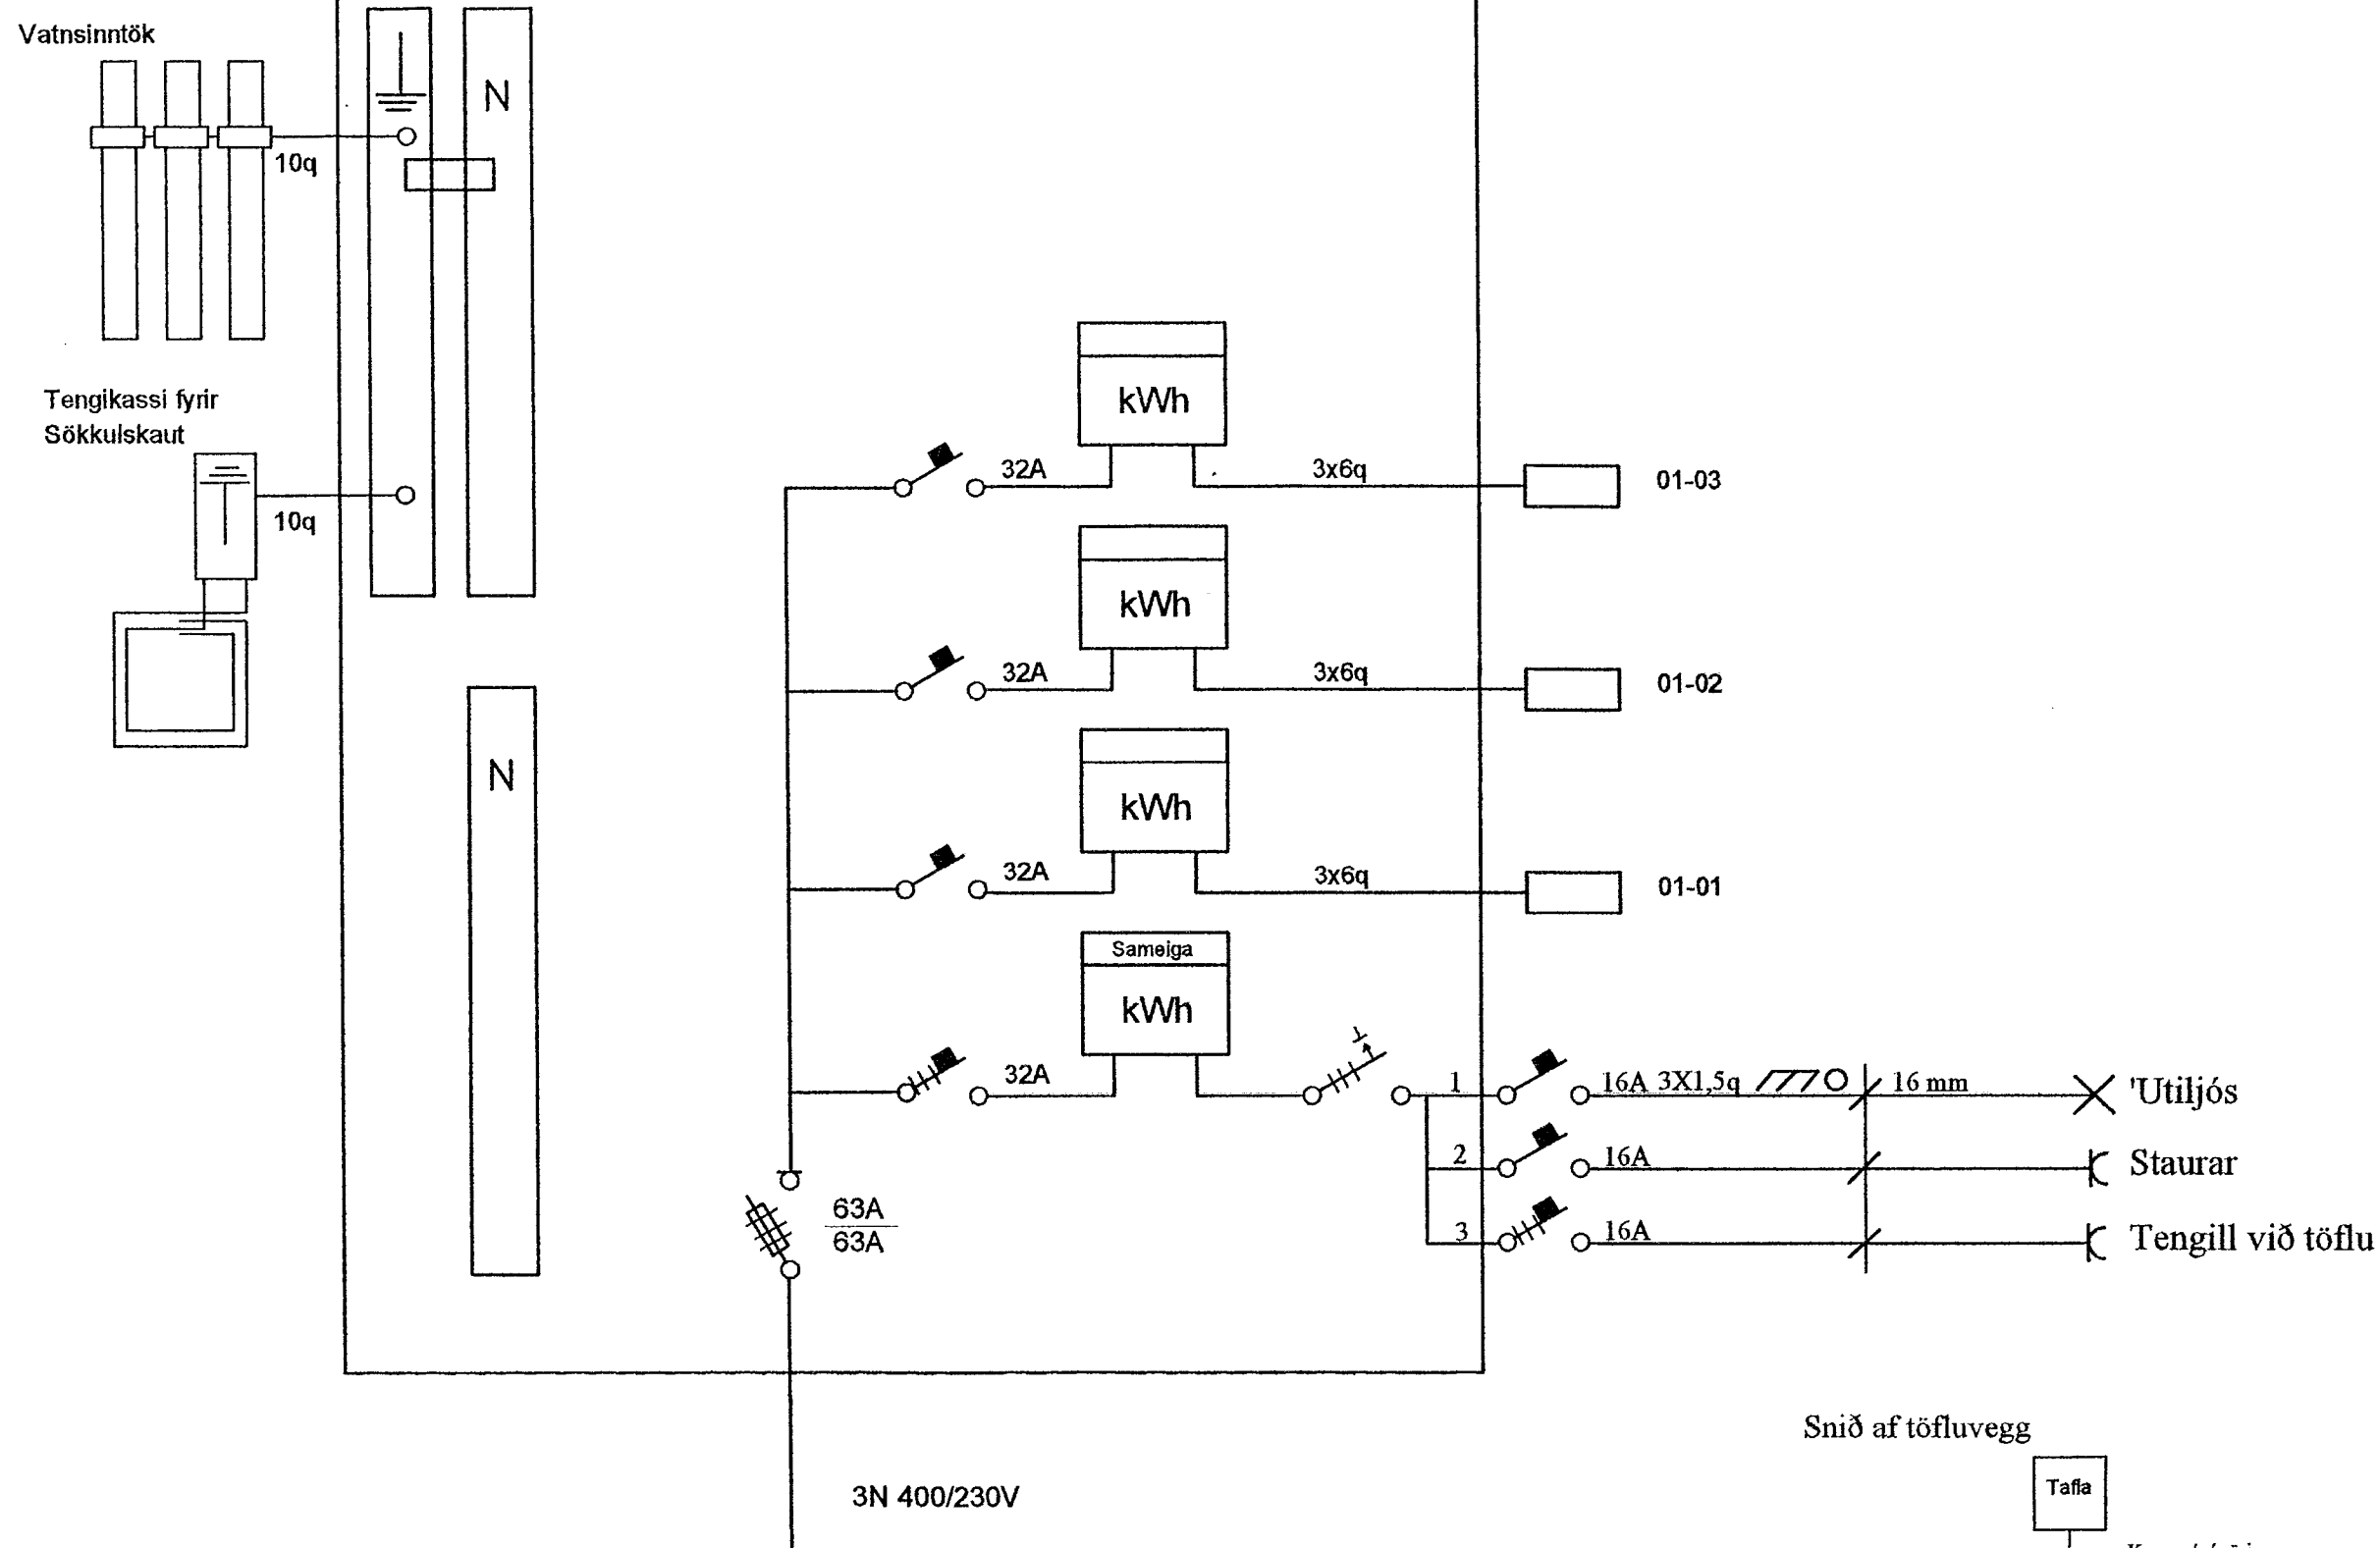 Vatnsinntök
N
10q
Tengikassi fyrir
Sökkulskaut
10q
kWh
32A
3x6q
01-03
kWh
32A
3x6q
01-02
N
kWh
32A
3x6q
01-01
Sameiga
kWh
32A
1
16A 3X1,5q
16 mm
'Utiljós
2
16A
Staurar
3
16A
Tengill við töflu
63A
63A
Snið af töfluvegg
Tafla
3N 400/230V